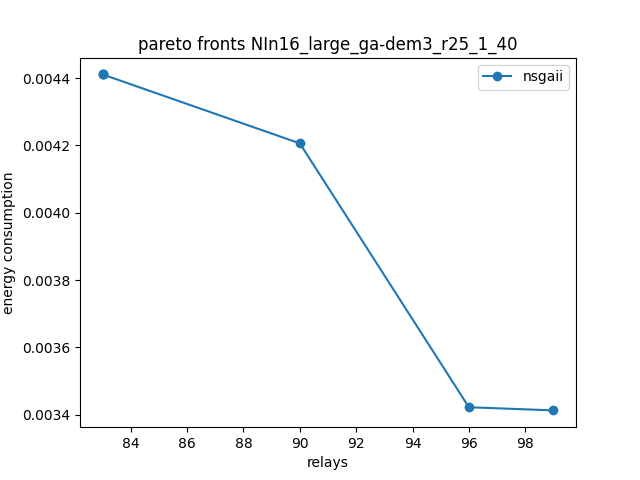 pareto fronts NIn16_large_ga-dem3_r25_1_40
nsgaii
0.0044
0.0042
0.0040
0.0038
0.0036
0.0034
energy consumption
84 86 88 90 92 94 96 98
relays